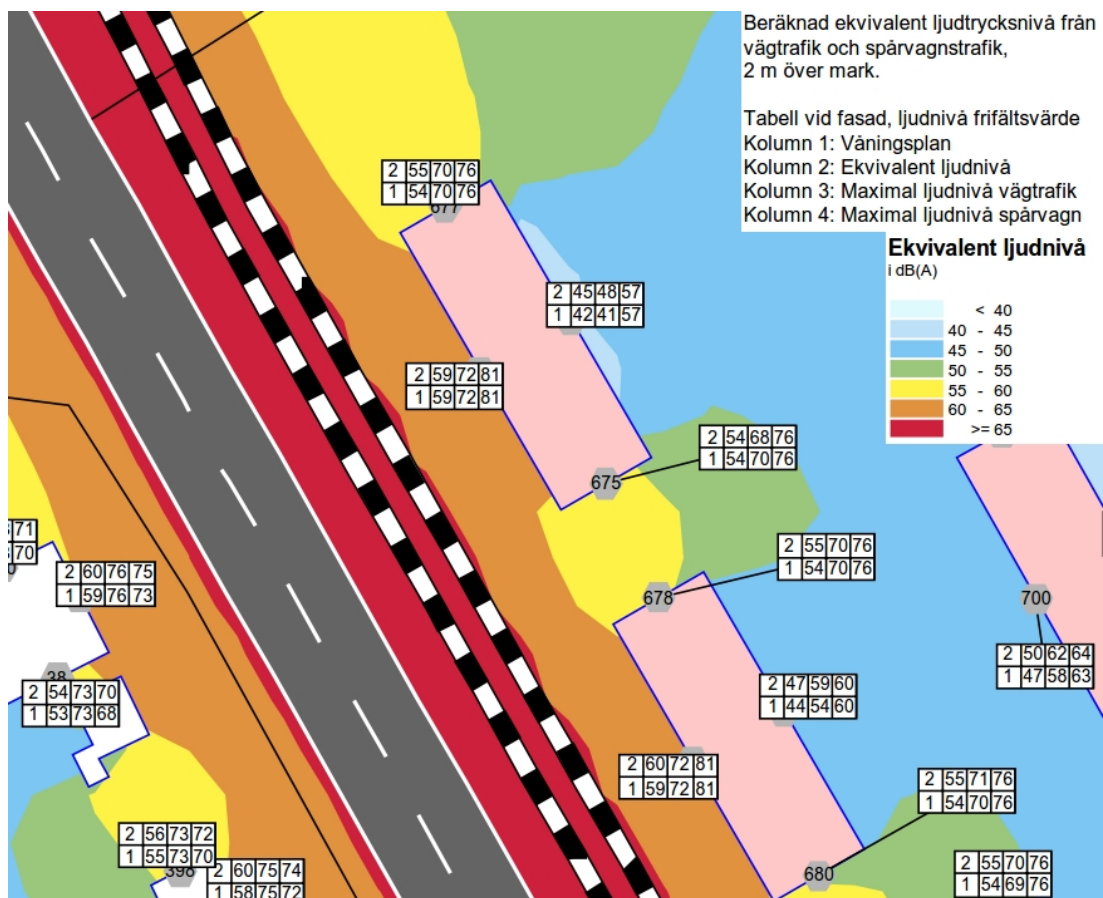 Beräknad ekvivalent ljudtrycksnivå från
vägtrafik och spårvagnstrafik,
2 m över mark.
Tabell vid fasad, ljudnivå frifältsvärde
Kolumn 1: Våningsplan
Kolumn 2: Ekvivalent ljudnivå
Kolumn 3: Maximal ljudnivå vägtrafik
Kolumn 4: Maximal ljudnivå spårvagn
Ekvivalent ljudnivå
i dB(A)
< 40
40 - 45
45 - 50
50 - 55
55 - 60
60 - 65
>= 65
2 55 70 76
1 54 70 76
677
2 45 48 57
1 42 41 57
2 59 72 81
1 59 72 81
2 54 68 76
1 54 70 76
675
2 55 70 76
1 54 70 76
678
71
70
2 60 76 75
1 59 76 73
700
2 50 62 64
1 47 58 63
38
2 54 73 70
1 53 73 68
2 47 59 60
1 44 54 60
2 60 72 81
1 59 72 81
2 55 71 76
1 54 70 76
680
2 56 73 72
1 55 73 70
398
2 60 75 74
1 58 75 72
2 55 70 76
1 54 69 76